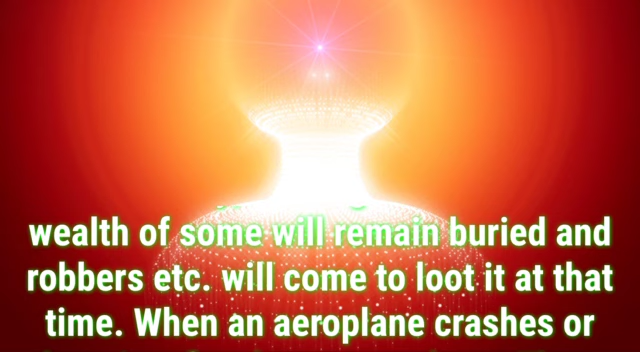 wealth of some will remain buried and
robbers etc. will come to loot it at that
time. When an aeroplane crashes or